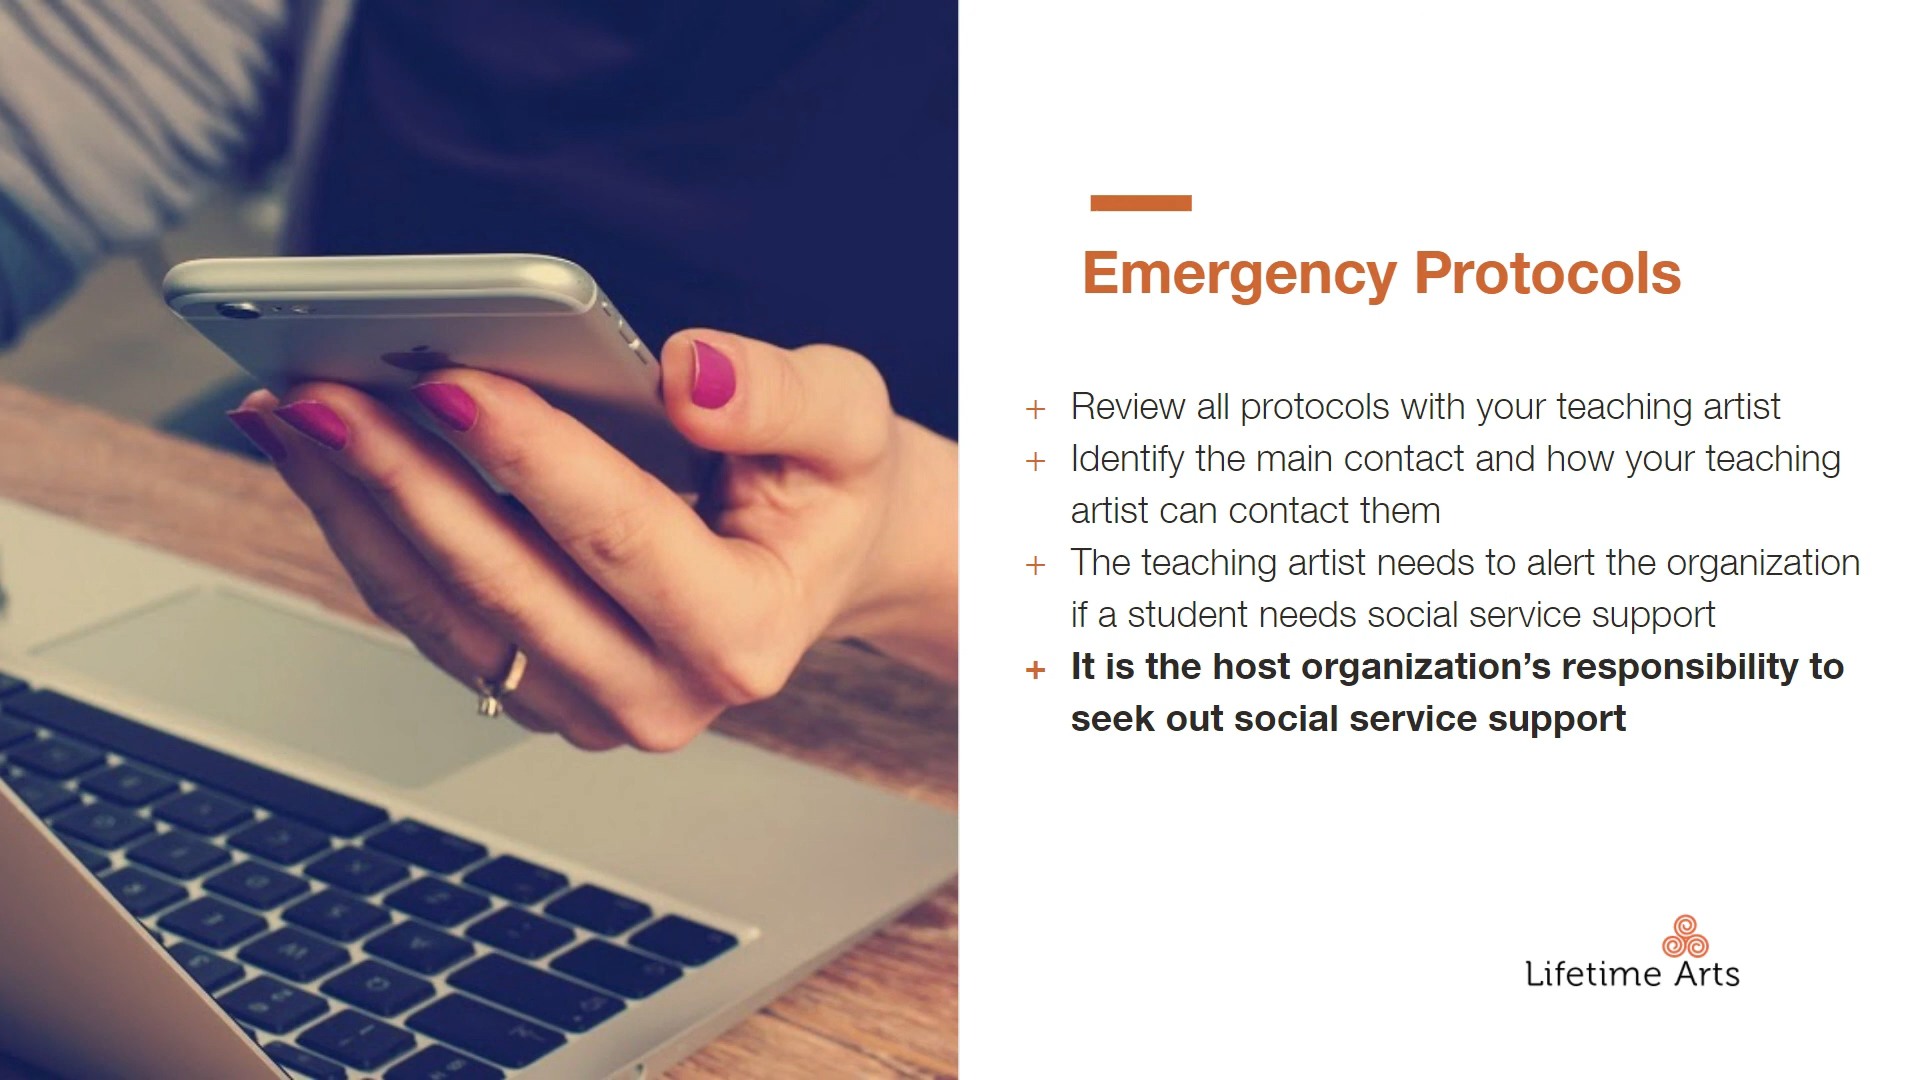 Emergency Protocols
+ Review all protocols with your teaching artist
+ Identify the main contact and how your teaching
artist can contact them
+ The teaching artist needs to alert the organization
if a student needs social service support
+ It is the host organization’s responsibility to
seek out social service support
Lifetime Arts